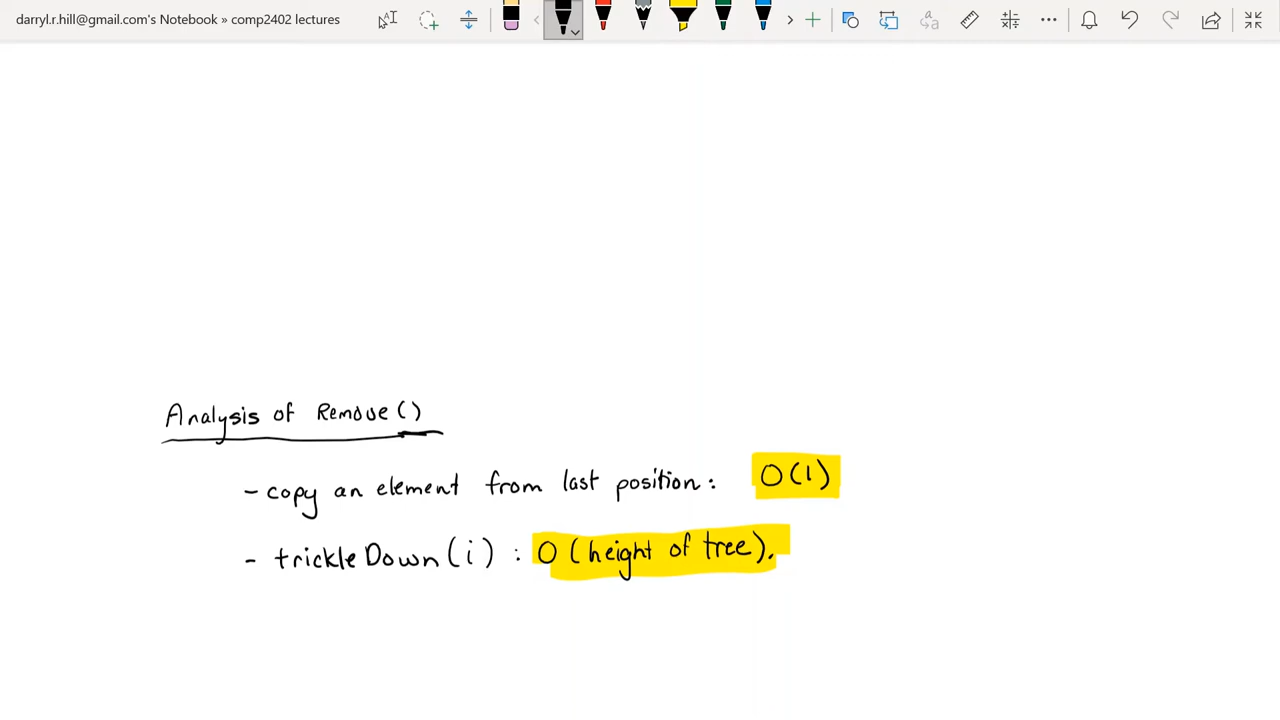 darryl.r.hill@gmail.com's Notebook » comp2402 lectures
Analysis of Remove()
- copy an element from last position: O(1)
- trickleDown(i) : O(height of tree).